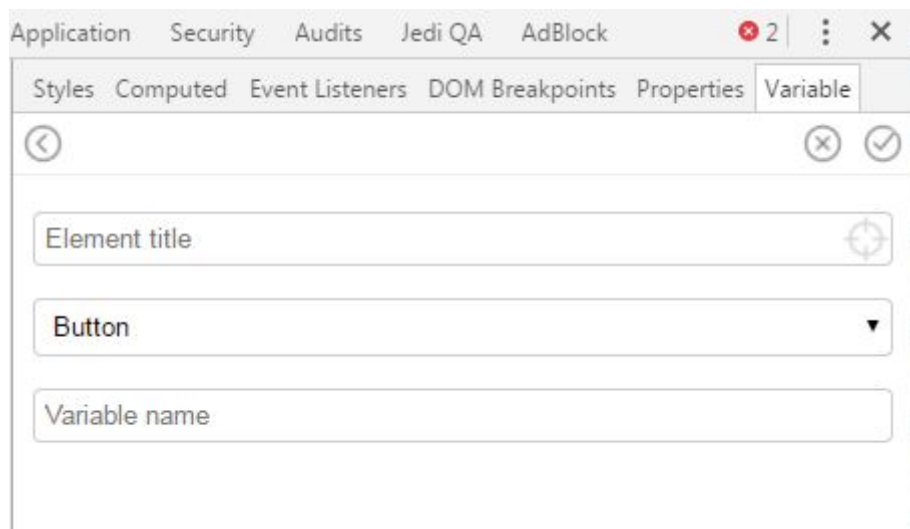 Application Security Audits Jedi QA AdBlock 2
Styles Computed Event Listeners DOM Breakpoints Properties Variable
Element title
Button
Variable name